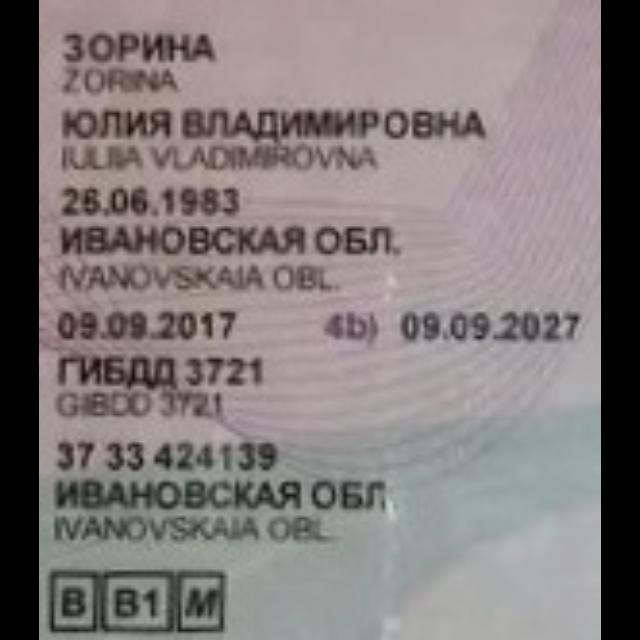 ЗОРИНА
ZORINA
ЮЛИЯ ВЛАДИМИРОВНА
IULIIA VLADIMIROVNA
26.06.1983
ИВАНОВСКАЯ ОБЛ.
IVANOVSKAIA OBL.
09.09.2017 4b) 09.09.2027
ГИБДД 3721
GIBDD 3721
37 33 424139
ИВАНОВСКАЯ ОБЛ
IVANOVSKAIA OBL.
B B1 M